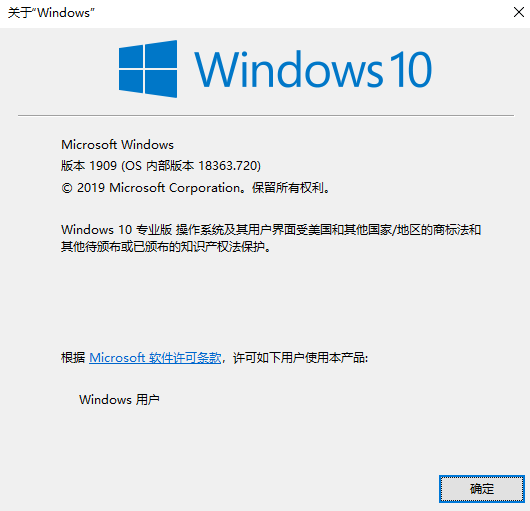 关于“Windows”
Windows 10
Microsoft Windows
版本 1909 (OS 内部版本 18363.720)
© 2019 Microsoft Corporation。保留所有权利。
Windows 10 专业版 操作系统及其用户界面受美国和其他国家/地区的商标法和
其他待颁布或已颁布的知识产权法保护。
根据 Microsoft 软件许可条款，许可如下用户使用本产品:
Windows 用户
确定